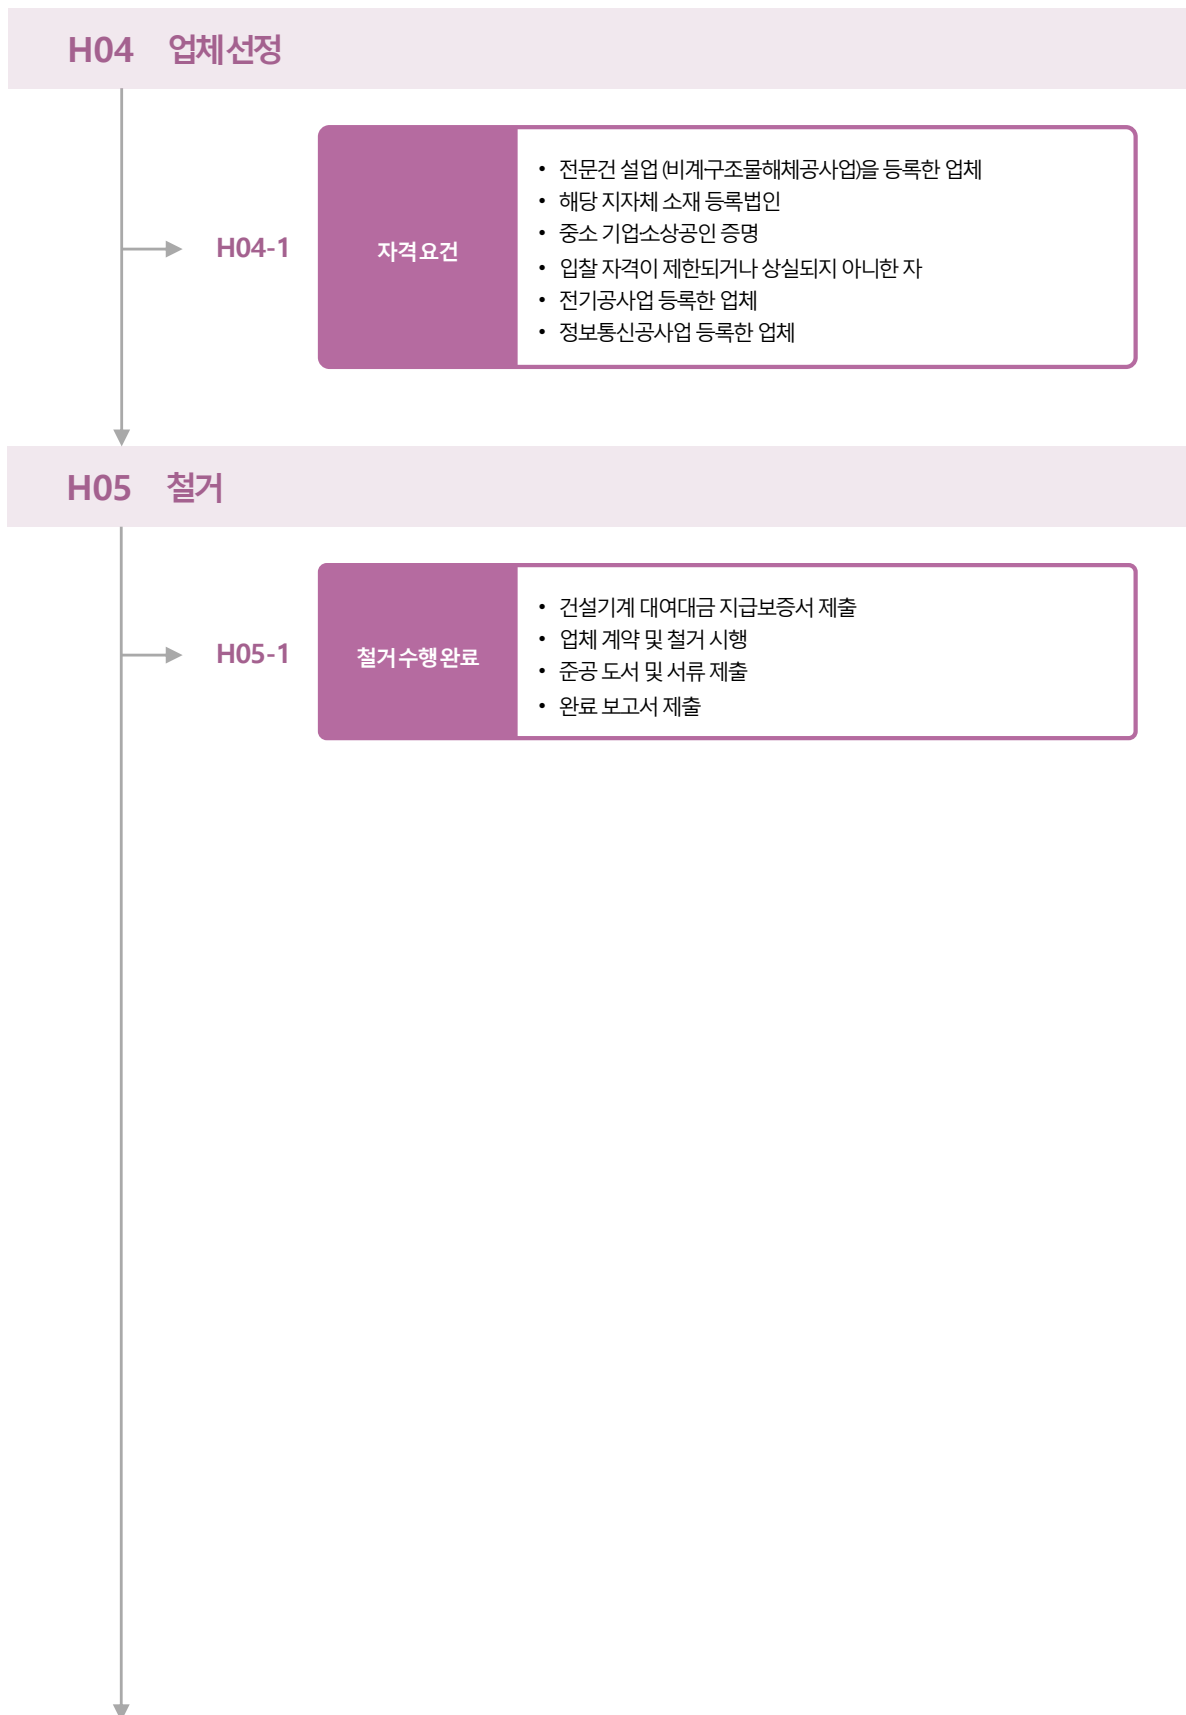 H04 업체선정
H04-1
자격요건
• 전문건 설업 (비계구조물해체공사업)을 등록한 업체
• 해당 지자체 소재 등록법인
• 중소 기업소상공인 증명
• 입찰 자격이 제한되거나 상실되지 아니한 자
• 전기공사업 등록한 업체
• 정보통신공사업 등록한 업체
H05 철거
H05-1
철거수행완료
• 건설기계 대여대금 지급보증서 제출
• 업체 계약 및 철거 시행
• 준공 도서 및 서류 제출
• 완료 보고서 제출